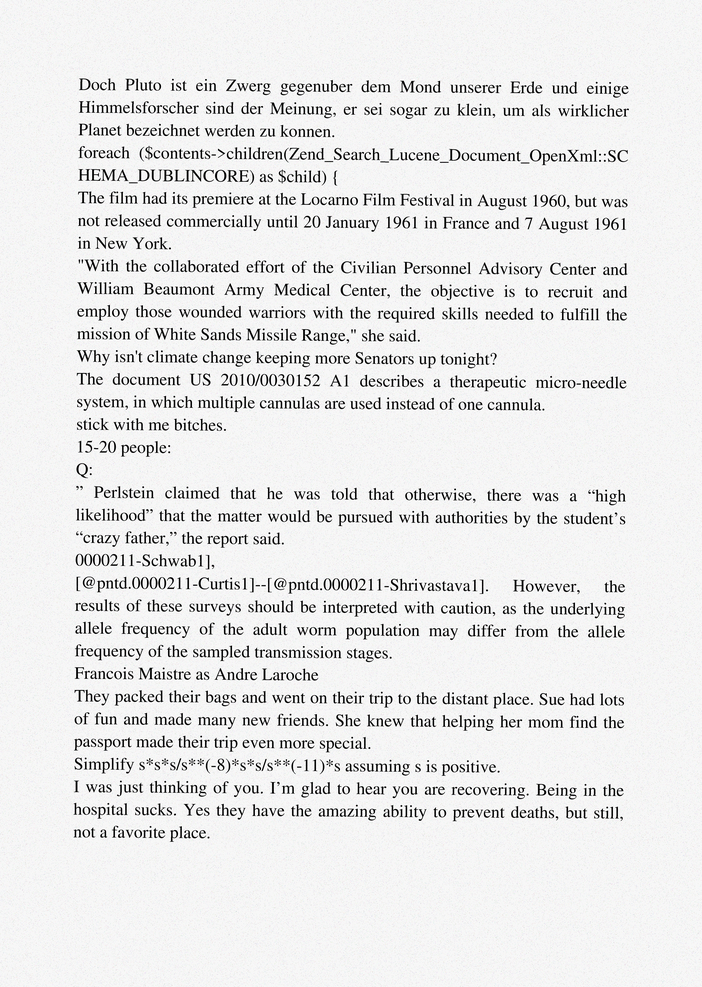 Doch Pluto ist ein Zwerg gegenuber dem Mond unserer Erde und einige
Himmelsforscher sind der Meinung, er sei sogar zu klein, um als wirklicher
Planet bezeichnet werden zu konnen.
foreach ($contents->children(Zend_Search_Lucene_Document_OpenXml::SC
HEMA_DUBLINCORE) as $child) {
The film had its premiere at the Locarno Film Festival in August 1960, but was
not released commercially until 20 January 1961 in France and 7 August 1961
in New York.
"With the collaborated effort of the Civilian Personnel Advisory Center and
William Beaumont Army Medical Center, the objective is to recruit and
employ those wounded warriors with the required skills needed to fulfill the
mission of White Sands Missile Range," she said.
Why isn't climate change keeping more Senators up tonight?
The document US 2010/0030152 A1 describes a therapeutic micro-needle
system, in which multiple cannulas are used instead of one cannula.
stick with me bitches.
15-20 people:
Q:
” Perlstein claimed that he was told that otherwise, there was a “high
likelihood” that the matter would be pursued with authorities by the student’s
“crazy father,” the report said.
0000211-Schwab1],
[@pntd.0000211-Curtis1]--[@pntd.0000211-Shrivastava1]. However, the
results of these surveys should be interpreted with caution, as the underlying
allele frequency of the adult worm population may differ from the allele
frequency of the sampled transmission stages.
Francois Maistre as Andre Laroche
They packed their bags and went on their trip to the distant place. Sue had lots
of fun and made many new friends. She knew that helping her mom find the
passport made their trip even more special.
Simplify s*s*s/s**(-8)*s*s/s**(-11)*s assuming s is positive.
I was just thinking of you. I’m glad to hear you are recovering. Being in the
hospital sucks. Yes they have the amazing ability to prevent deaths, but still,
not a favorite place.